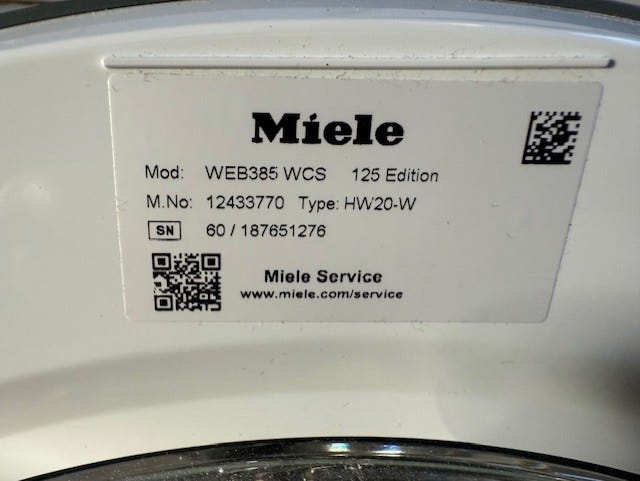 Miele
Mod: WEB385 WCS 125 Edition
M.No: 12433770 Type: HW20-W
SN 60 / 187651276
Miele Service
www.miele.com/service